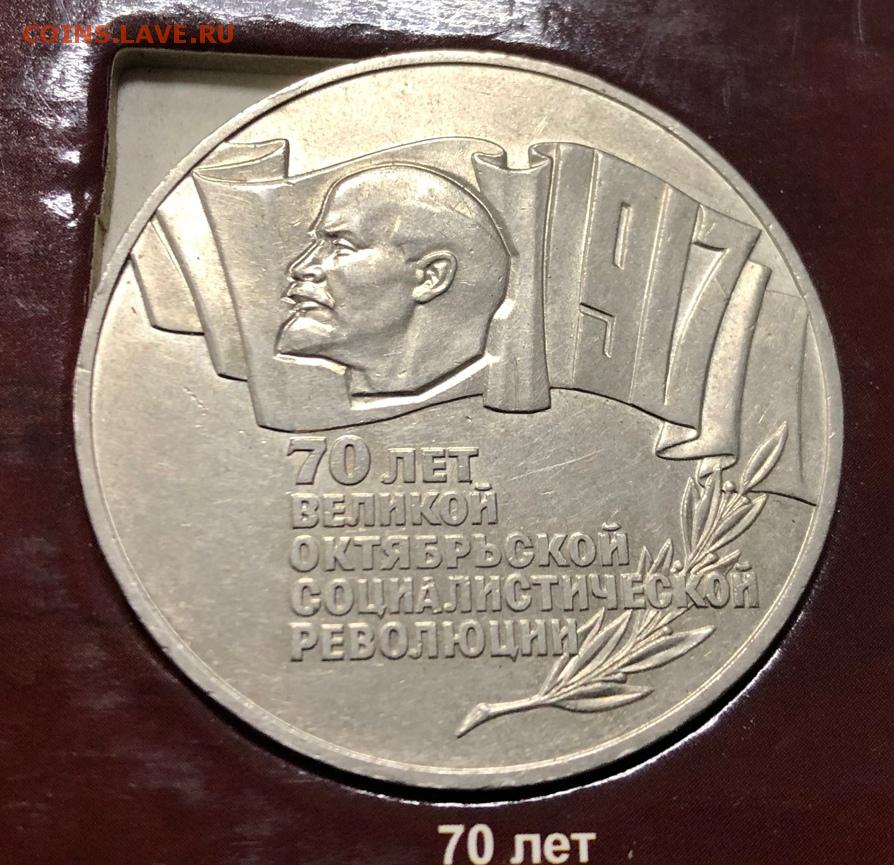 COINS.LAVE.RU
1917
70 ЛЕТ
ВЕЛИКОЙ
ОКТЯБРЬСКОЙ
СОЦИАЛИСТИЧЕСКОЙ
РЕВОЛЮЦИИ
70 лет